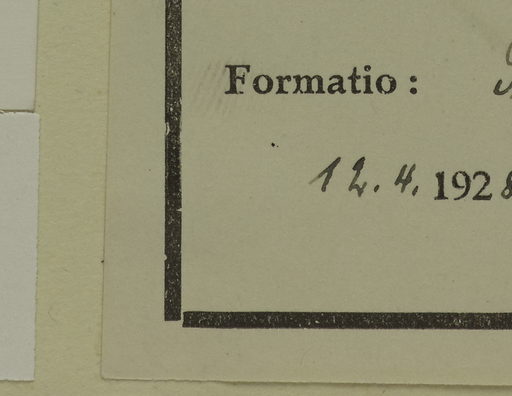 Formatio :
12. 4. 192